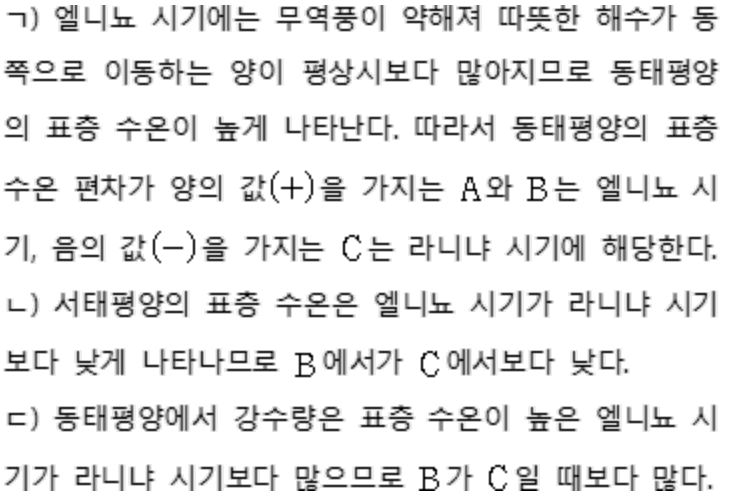 ㄱ) 엘니뇨 시기에는 무역풍이 약해져 따뜻한 해수가 동
쪽으로 이동하는 양이 평상시보다 많아지므로 동태평양
의 표층 수온이 높게 나타난다. 따라서 동태평양의 표층
수온 편차가 양의 값(+)을 가지는 A와 B는 엘니뇨 시
기, 음의 값(−)을 가지는 C는 라니냐 시기에 해당한다.
ㄴ) 서태평양의 표층 수온은 엘니뇨 시기가 라니냐 시기
보다 낮게 나타나므로 B에서가 C에서보다 낮다.
ㄷ) 동태평양에서 강수량은 표층 수온이 높은 엘니뇨 시
기가 라니냐 시기보다 많으므로 B가 C일 때보다 많다.